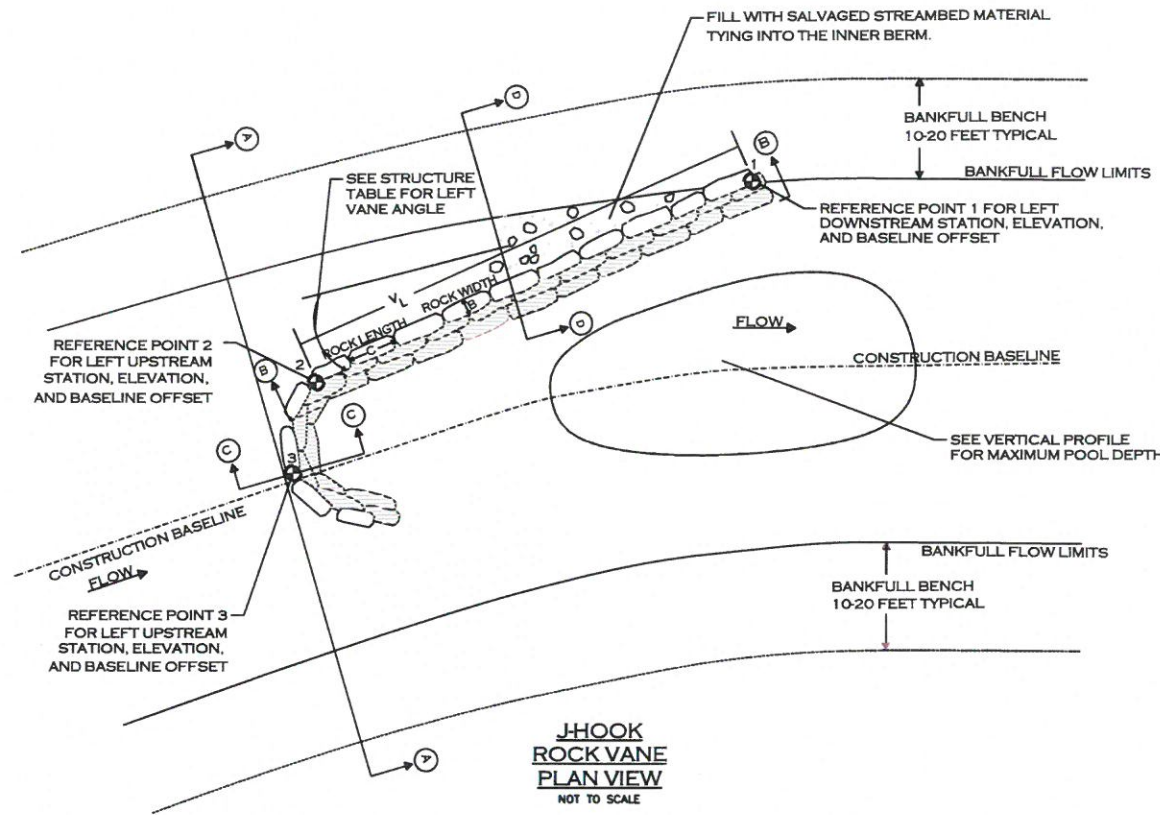 FILL WITH SALVAGED STREAMBED MATERIAL
TYING INTO THE INNER BERM.
D
A
BANKFULL BENCH
10-20 FEET TYPICAL
B
1
SEE STRUCTURE
TABLE FOR LEFT
VANE ANGLE
BANKFULL FLOW LIMITS
REFERENCE POINT 1 FOR LEFT
DOWNSTREAM STATION, ELEVATION,
AND BASELINE OFFSET
VL
ROCK WIDTH
B
ROCK LENGTH
C
D
FLOW
REFERENCE POINT 2
FOR LEFT UPSTREAM
STATION, ELEVATION,
AND BASELINE OFFSET
2
B
CONSTRUCTION BASELINE
C
C
3
SEE VERTICAL PROFILE
FOR MAXIMUM POOL DEPTH
CONSTRUCTION BASELINE
FLOW
BANKFULL FLOW LIMITS
BANKFULL BENCH
10-20 FEET TYPICAL
REFERENCE POINT 3
FOR LEFT UPSTREAM
STATION, ELEVATION,
AND BASELINE OFFSET
A
J-HOOK
ROCK VANE
PLAN VIEW
NOT TO SCALE